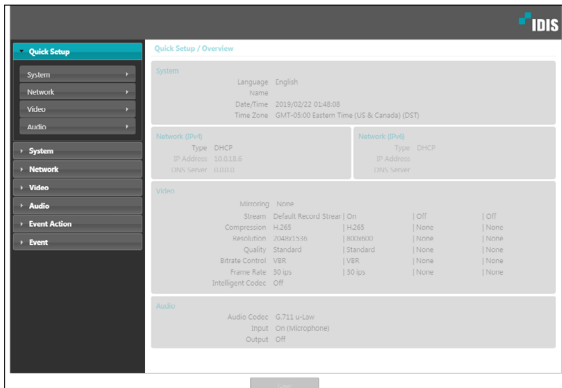 IDIS
Quick Setup
System
Network
Video
Audio
System
Network
Video
Audio
Event Action
Event
Quick Setup / Overview
System
Language English
Name
Date/Time 2019/02/22 01:48:08
Time Zone GMT-05:00 Eastern Time (US & Canada) (DST)
Network (IPv4) Network (IPv6)
Type DHCP Type DHCP
IP Address 10.0.18.8 IP Address
DNS Server 0.0.0.0 DNS Server
Video
Mirroring None
Stream Default Record Strear | On | Off | Off
Compression H.265 | H.265 | None | None
Resolution 2048x1536 | 800x600 | None | None
Quality Standard | Standard | None | None
Bitrate Control VBR | VBR | None | None
Frame Rate 30 ips | 30 ips | None | None
Intelligent Codec Off
Audio
Audio Codec G.711 u-Law
Input On (Microphone)
Output Off